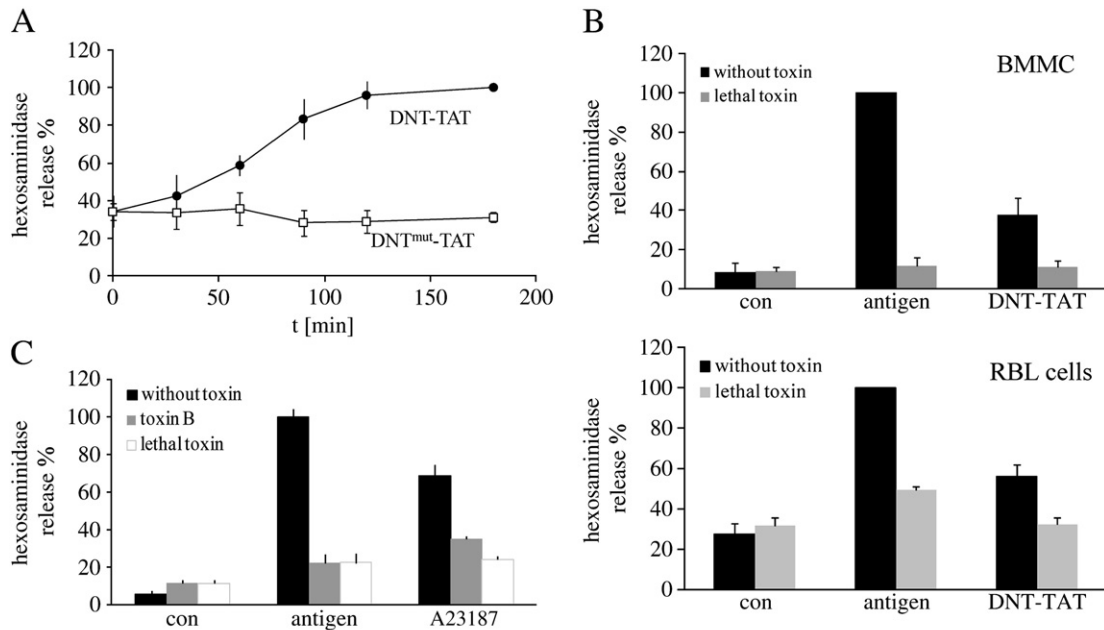 A
hexosaminidase
release %
120
100
80
60
40
20
0
0
50
100
150
200
t [min]
DNT-TAT
DNTmut-TAT
B
hexosaminidase
release %
120
100
80
60
40
20
0
without toxin
lethal toxin
BMMC
con
antigen
DNT-TAT
C
hexosaminidase
release %
120
100
80
60
40
20
0
without toxin
toxin B
lethal toxin
con
antigen
A23187
hexosaminidase
release %
120
100
80
60
40
20
0
without toxin
lethal toxin
RBL cells
con
antigen
DNT-TAT